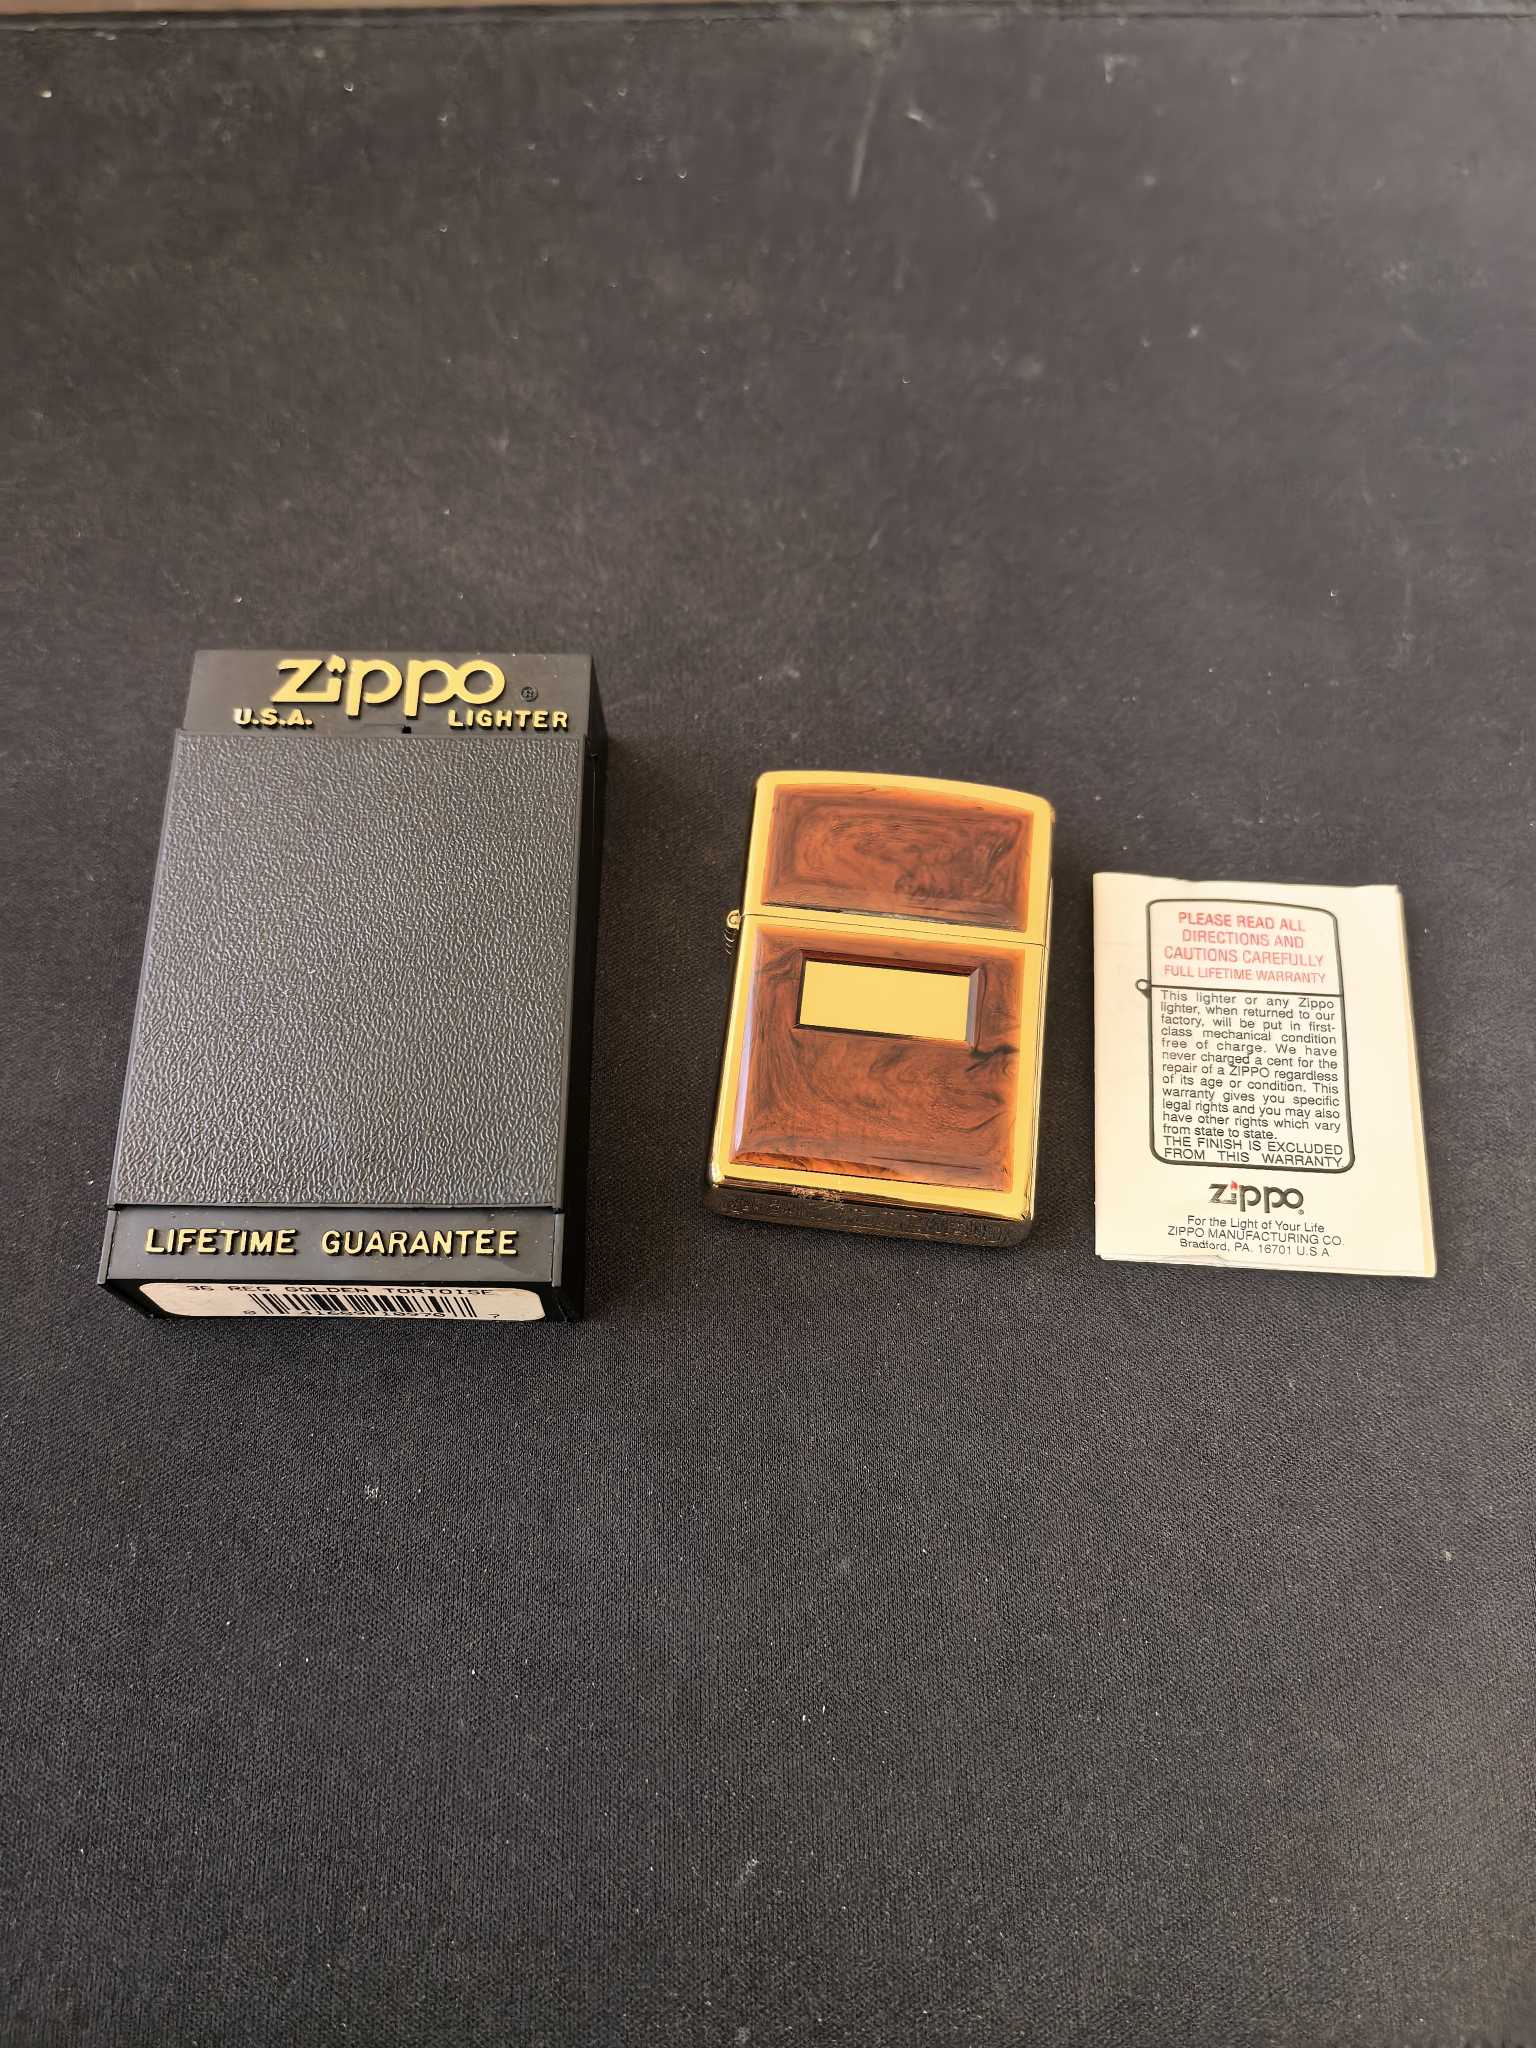 zippo ®
U.S.A. LIGHTER
LIFETIME GUARANTEE
36 REG GOLDEN TORTOISE
PLEASE READ ALL
DIRECTIONS AND
CAUTIONS CAREFULLY
FULL LIFETIME WARRANTY
This lighter or any Zippo
lighter, when returned to our
factory, will be put in first-
class mechanical condition
free of charge. We have
never charged a cent for the
repair of a ZIPPO regardless
of its age or condition. This
warranty gives you specific
legal rights and you may also
have other rights which vary
from state to state.
THE FINISH IS EXCLUDED
FROM THIS WARRANTY.
zippo®
For the Light of Your Life
ZIPPO MANUFACTURING CO.
Bradford, PA. 16701 U.S.A.